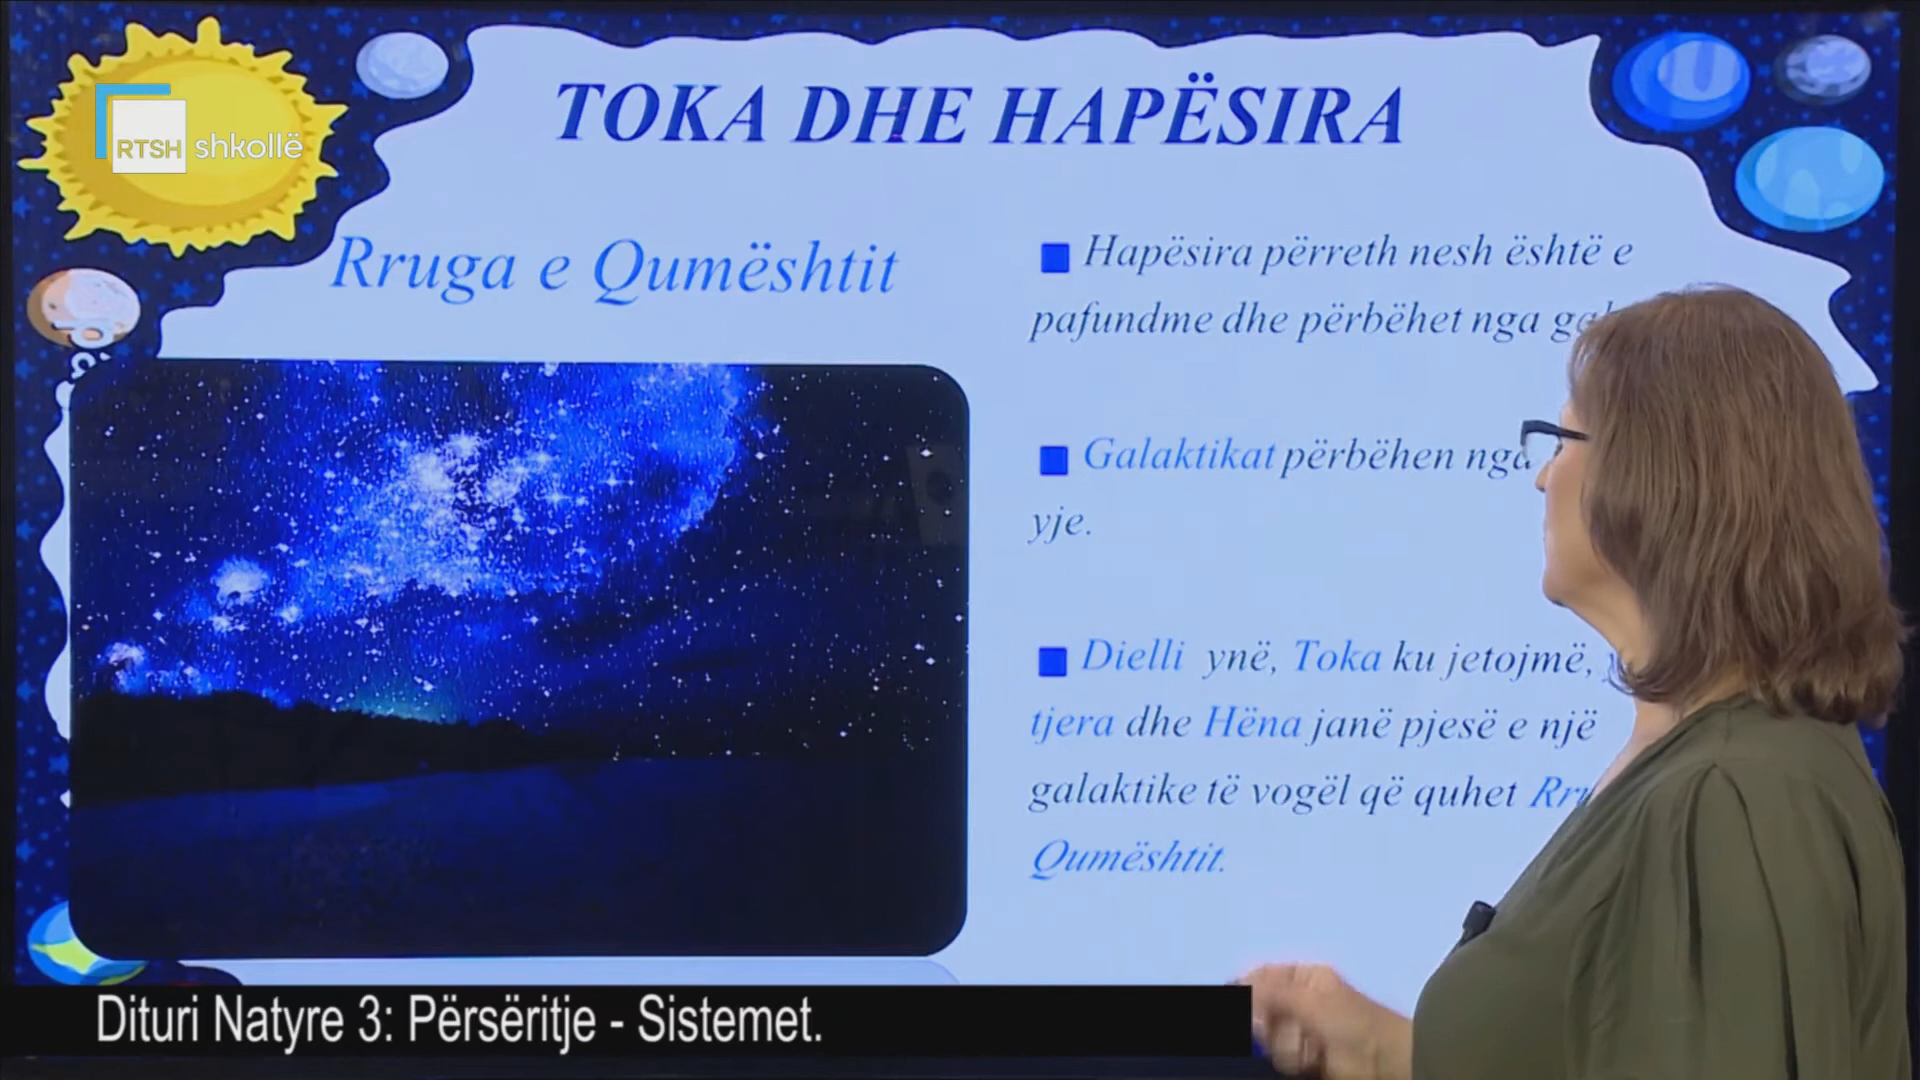 RTSH shkollë
TOKA DHE HAPËSIRA
Rruga e Qumështit
Hapësira përreth nesh është e
pafundme dhe përbëhet nga
Galaktikat përbëhen nga
yje.
Dielli ynë, Toka ku jetojmë,
tjera dhe Hëna janë pjesë e një
galaktike të vogël që quhet
Qumështit.
Dituri Natyre 3: Përsëritje - Sistemet.